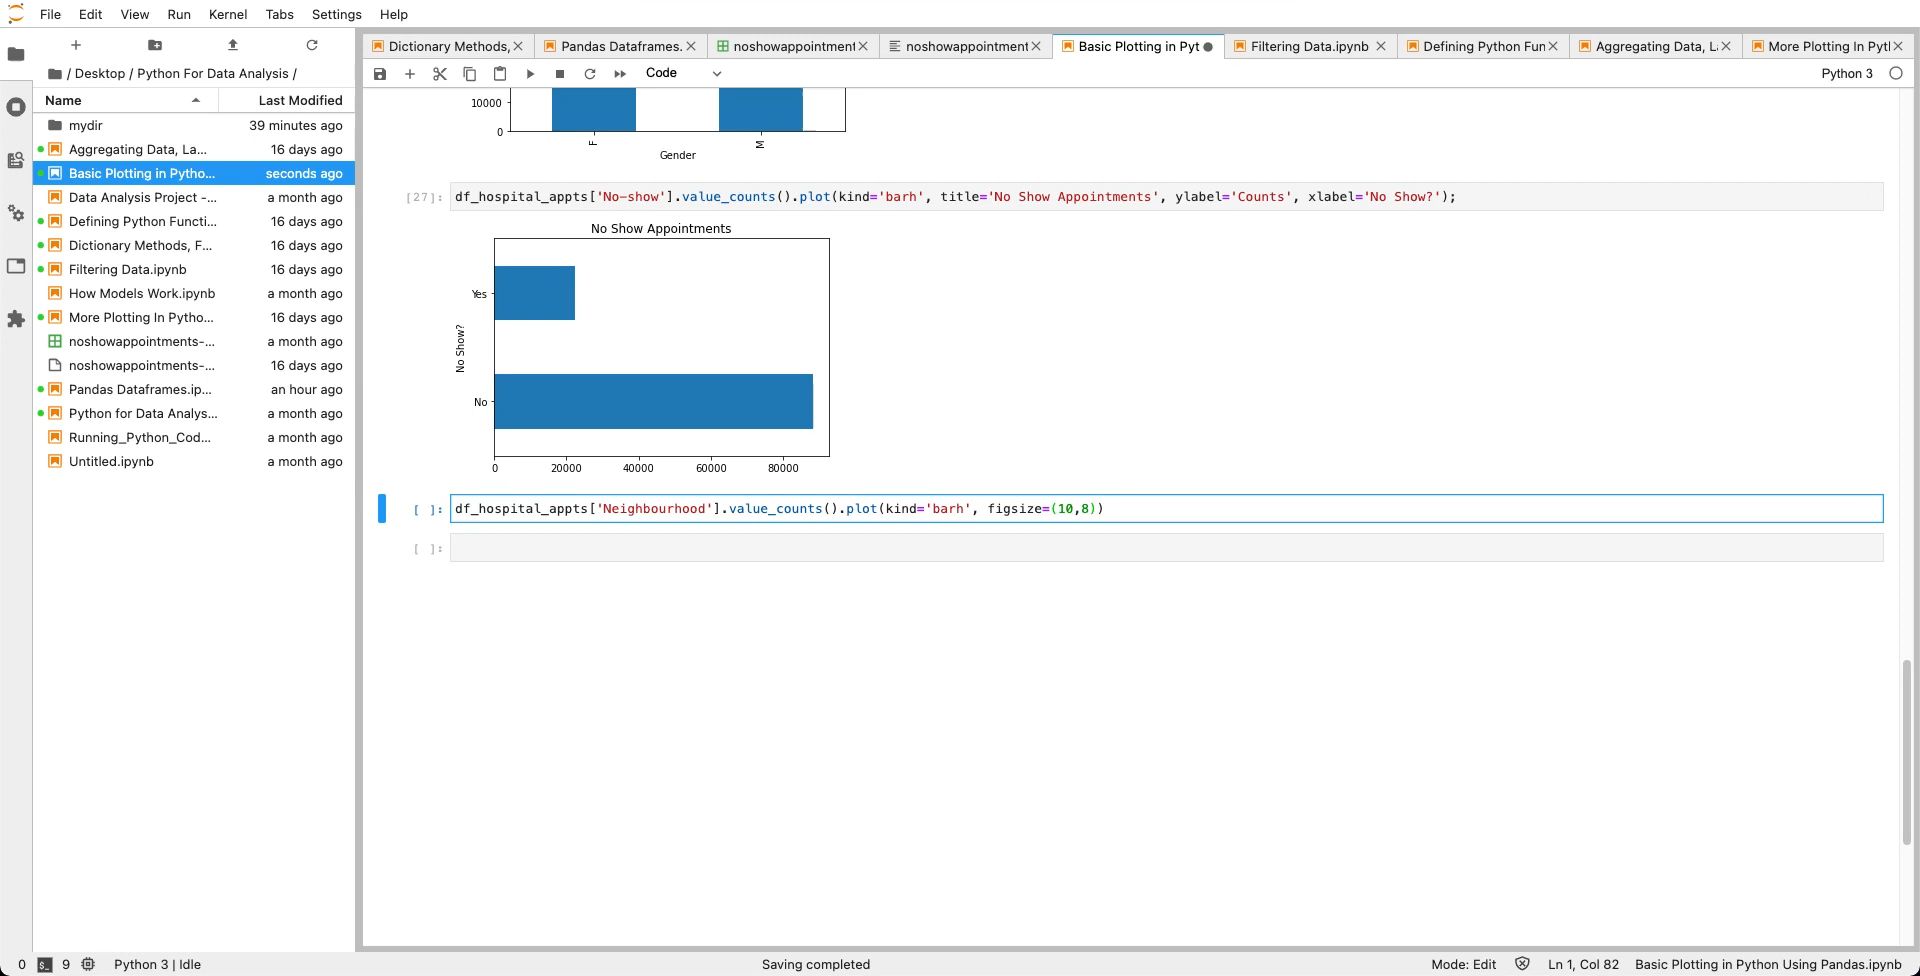 File Edit View Run Kernel Tabs Settings Help
/ Desktop / Python For Data Analysis /
Name Last Modified
mydir 39 minutes ago
Aggregating Data, La... 16 days ago
Basic Plotting in Pytho... seconds ago
Data Analysis Project -... a month ago
Defining Python Functi... 16 days ago
Dictionary Methods, F... 16 days ago
Filtering Data.ipynb 16 days ago
How Models Work.ipynb a month ago
More Plotting In Pytho... 16 days ago
noshowappointments-... a month ago
noshowappointments-... 16 days ago
Pandas Dataframes.ip... an hour ago
Python for Data Analys... a month ago
Running_Python_Cod... a month ago
Untitled.ipynb a month ago
Dictionary Methods, Pandas Dataframes. noshowappointment noshowappointment Basic Plotting in Pyt Filtering Data.ipynb Defining Python Fun Aggregating Data, L More Plotting In Pyt
Code Python 3
10000
0
F M
Gender
[27]: df_hospital_appts['No-show'].value_counts().plot(kind='barh', title='No Show Appointments', ylabel='Counts', xlabel='No Show?');
No Show Appointments
Yes
No Show?
No
0 20000 40000 60000 80000
[ ]: df_hospital_appts['Neighbourhood'].value_counts().plot(kind='barh', figsize=(10,8))
[ ]:
0 $_ 9 Python 3 | Idle Saving completed Mode: Edit Ln 1, Col 82 Basic Plotting in Python Using Pandas.ipynb